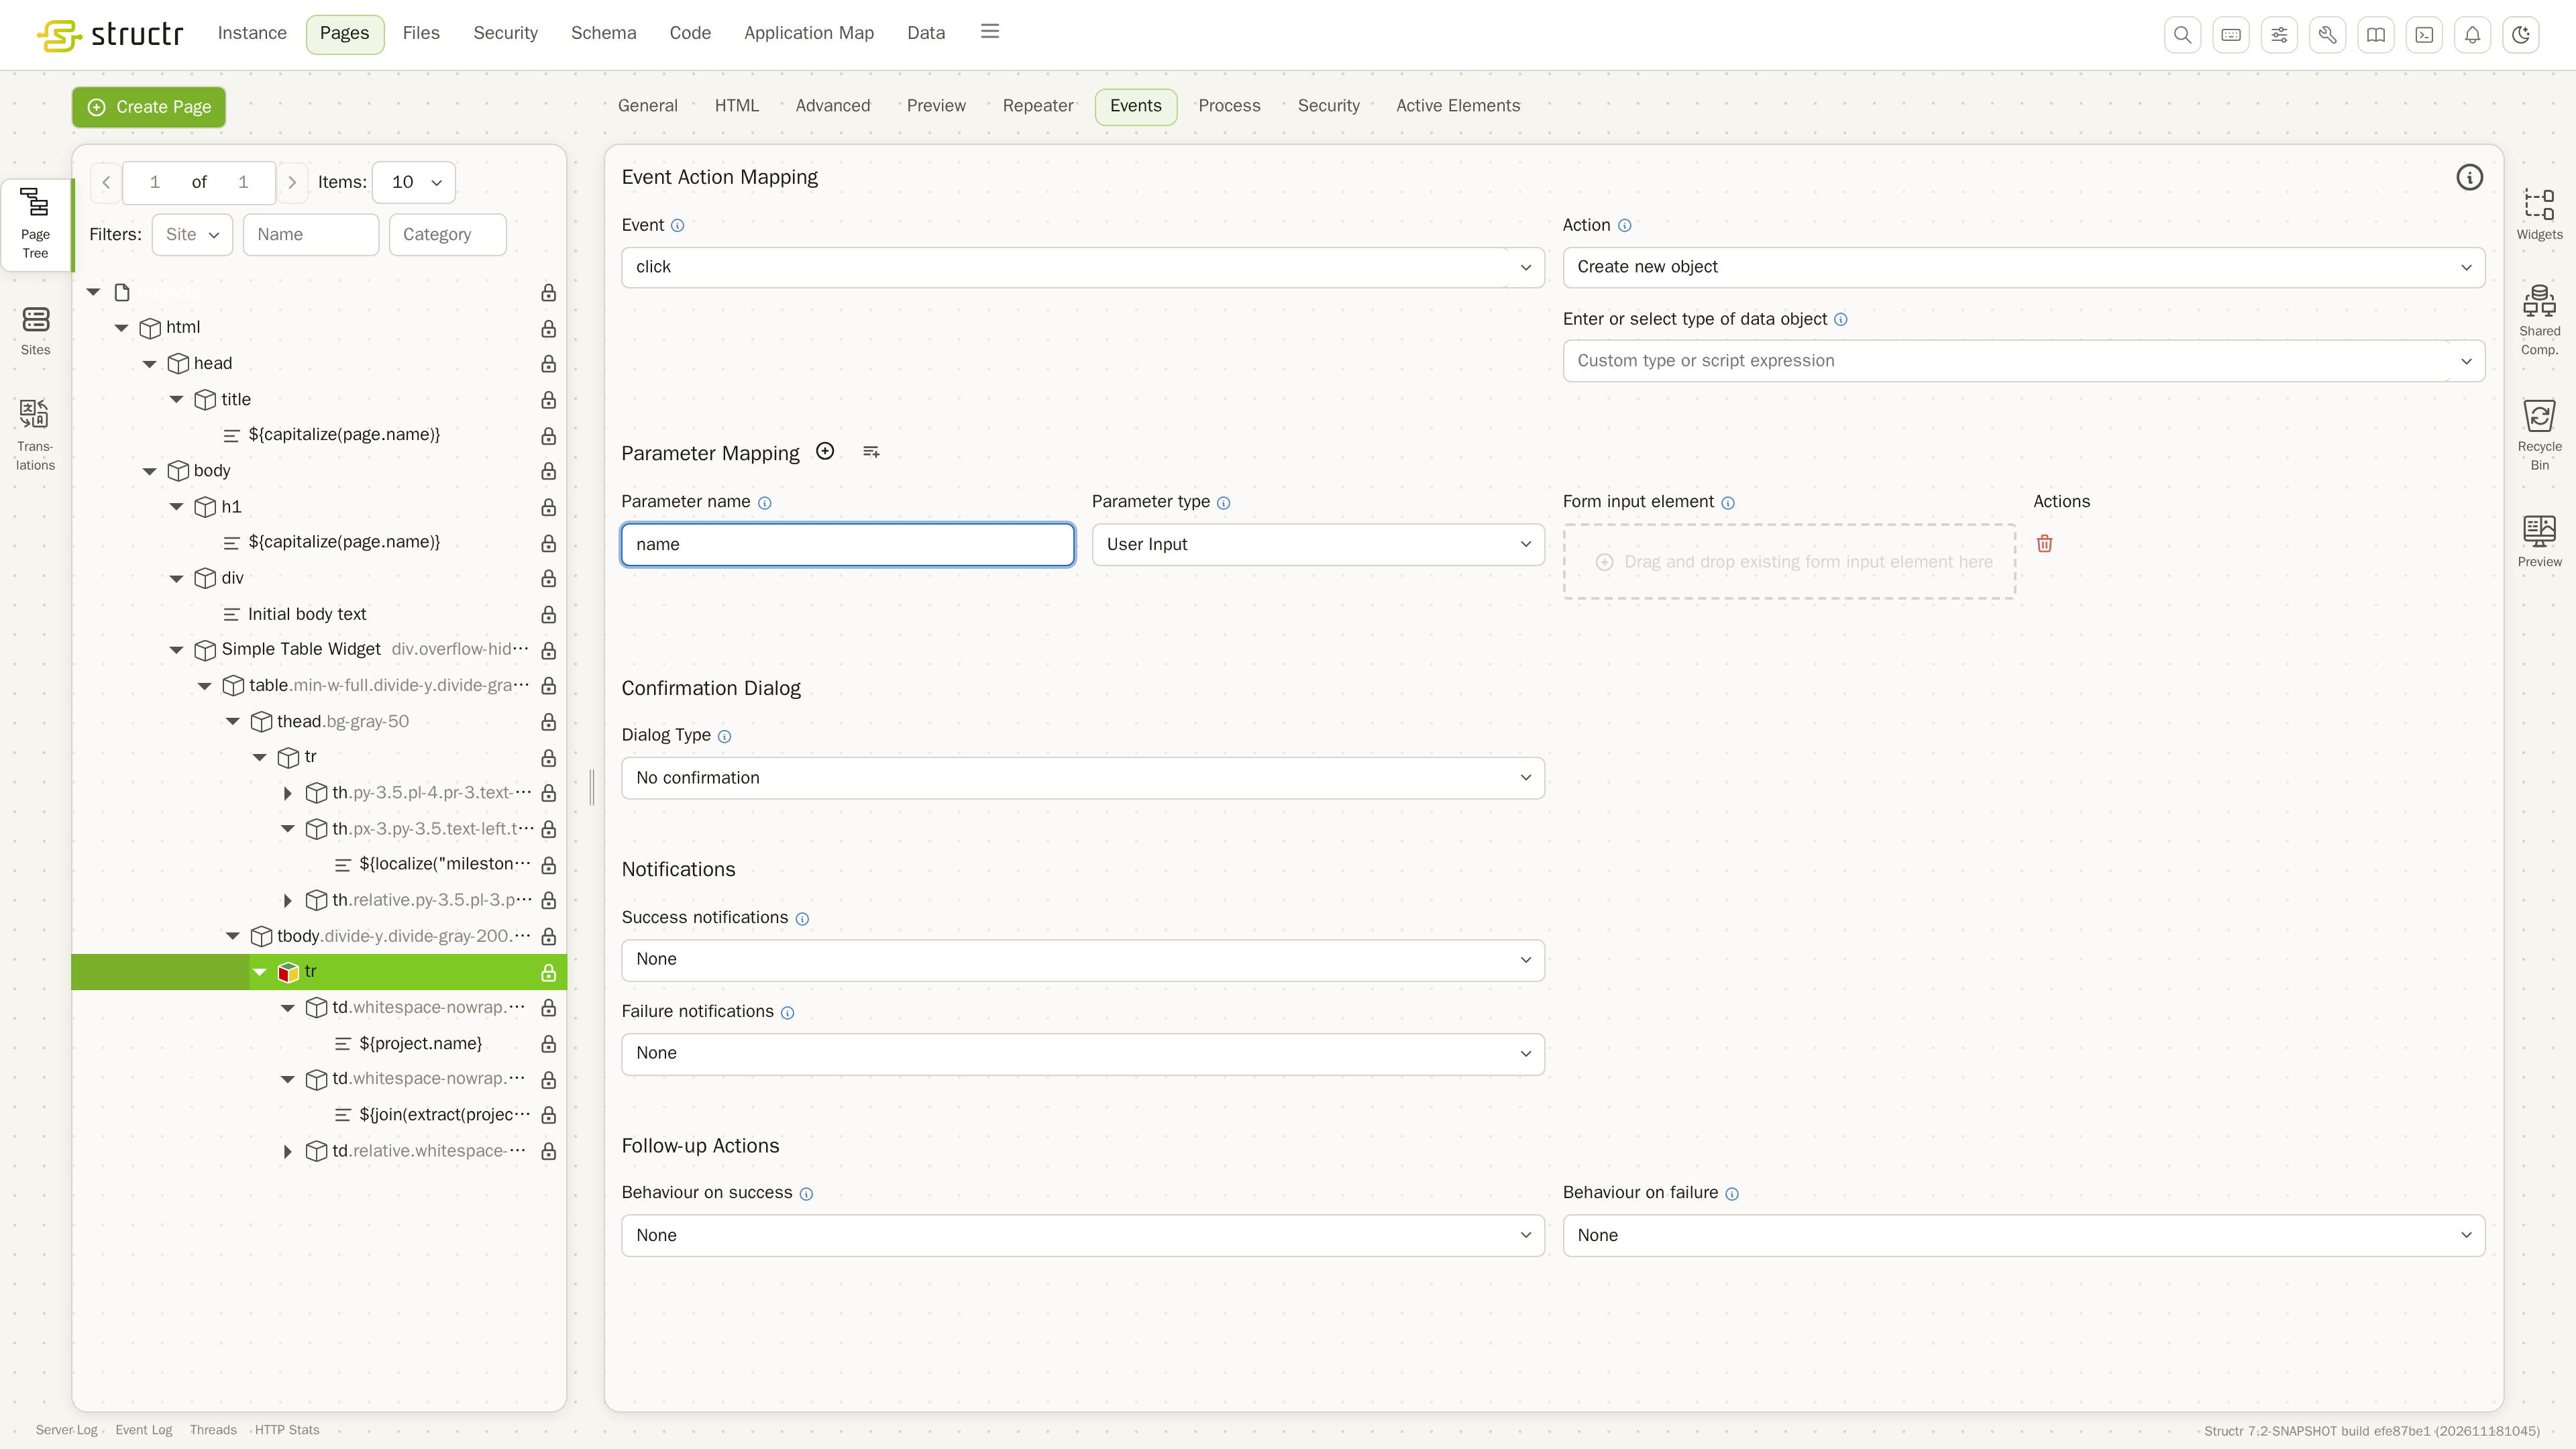 structr Instance Pages Files Security Schema Code Application Map Data
Create Page
General HTML Advanced Preview Repeater Events Process Security Active Elements
1 of 1 Items: 10
Filters: Site Name Category
Page
Tree
Sites
Trans-
lations
projects
html
head
title
${capitalize(page.name)}
body
h1
${capitalize(page.name)}
div
Initial body text
Simple Table Widget div.overflow-hid...
table.min-w-full.divide-y.divide-gra...
thead.bg-gray-50
tr
th.py-3.5.pl-4.pr-3.text-...
th.px-3.py-3.5.text-left.t...
${localize("mileston...
th.relative.py-3.5.pl-3.p...
tbody.divide-y.divide-gray-200....
tr
td.whitespace-nowrap....
${project.name}
td.whitespace-nowrap....
${join(extract(projec...
td.relative.whitespace-...
Event Action Mapping
Event Action
click Create new object
Enter or select type of data object
Custom type or script expression
Parameter Mapping
Parameter name Parameter type Form input element Actions
name User Input Drag and drop existing form input element here
Confirmation Dialog
Dialog Type
No confirmation
Notifications
Success notifications
None
Failure notifications
None
Follow-up Actions
Behaviour on success Behaviour on failure
None None
Widgets
Shared
Comp.
Recycle
Bin
Preview
Server Log Event Log Threads HTTP Stats
Structr 7.2-SNAPSHOT build efe87be1 (202611181045)